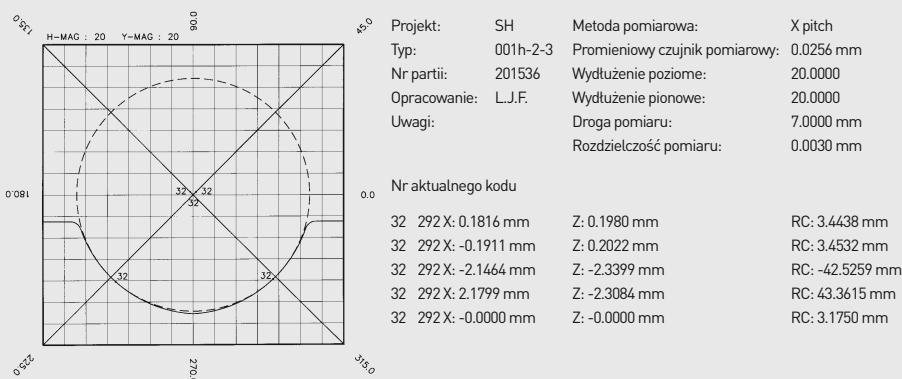 135.0
90.0
45.0
H-MAG : 20 Y-MAG : 20
180.0
0.0
32 32
32
32
32
225.0
270.0
315.0
Projekt: SH Metoda pomiarowa: X pitch
Typ: 001h-2-3 Promieniowy czujnik pomiarowy: 0.0256 mm
Nr partii: 201536 Wydłużenie poziome: 20.0000
Opracowanie: L.J.F. Wydłużenie pionowe: 20.0000
Uwagi: Droga pomiaru: 7.0000 mm
Rozdzielczość pomiaru: 0.0030 mm
Nr aktualnego kodu
32 292 X: 0.1816 mm Z: 0.1980 mm RC: 3.4438 mm
32 292 X: -0.1911 mm Z: 0.2022 mm RC: 3.4532 mm
32 292 X: -2.1464 mm Z: -2.3399 mm RC: -42.5259 mm
32 292 X: 2.1799 mm Z: -2.3084 mm RC: 43.3615 mm
32 292 X: -0.0000 mm Z: -0.0000 mm RC: 3.1750 mm